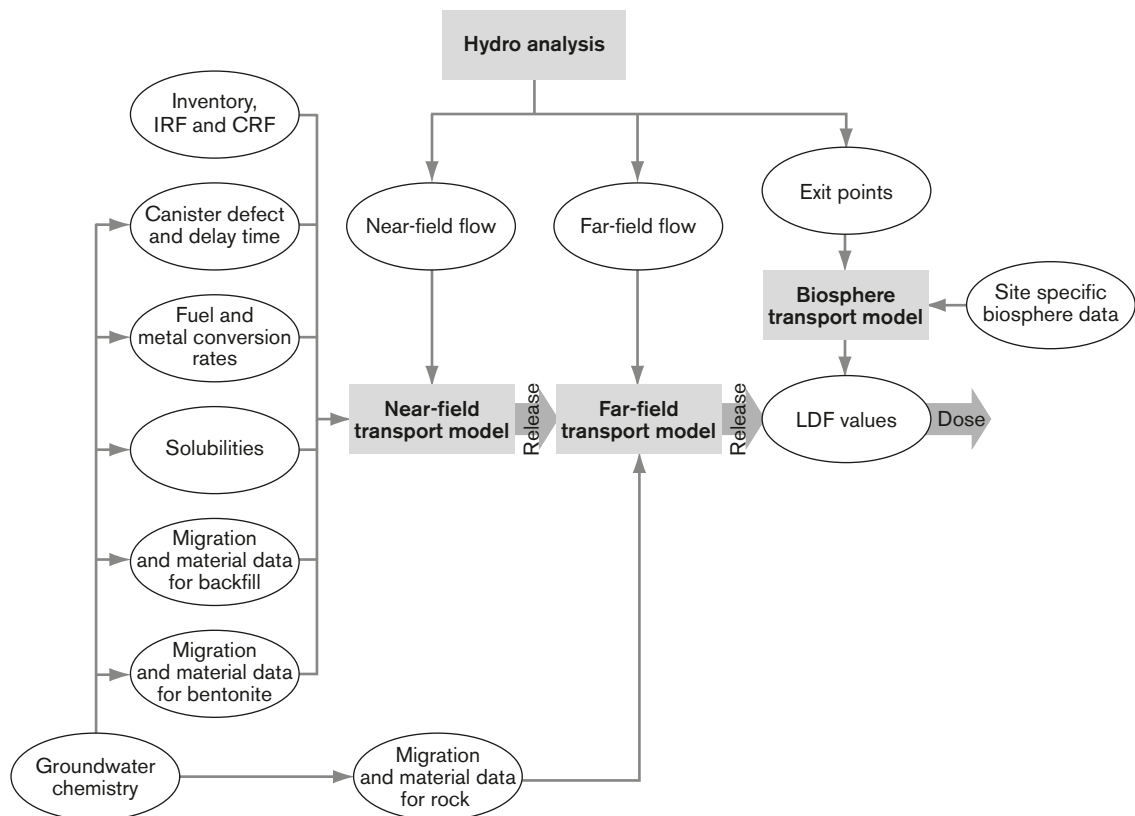 Hydro analysis
Inventory,
IRF and CRF
Canister defect
and delay time
Near-field flow
Far-field flow
Exit points
Fuel and
metal conversion
rates
Biosphere
transport model
Site specific
biosphere data
Solubilities
Near-field
transport model
Release
Far-field
transport model
Release
LDF values
Dose
Migration
and material data
for backfill
Migration
and material data
for bentonite
Groundwater
chemistry
Migration
and material data
for rock